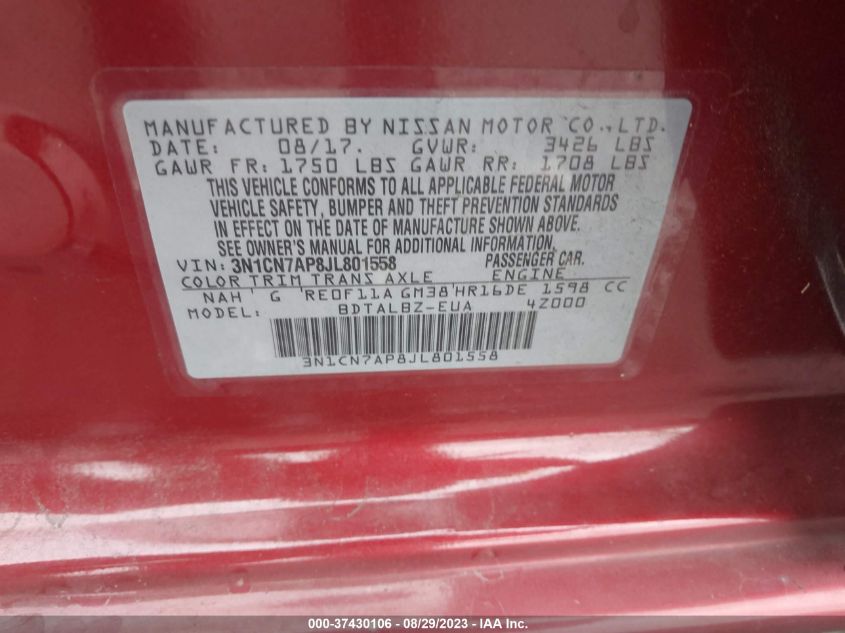 MANUFACTURED BY NISSAN MOTOR CO., LTD.
DATE: 08/17. GVWR: 3426 LBS
GAWR FR: 1750 LBS GAWR RR: 1708 LBS
THIS VEHICLE CONFORMS TO ALL APPLICABLE FEDERAL MOTOR
VEHICLE SAFETY, BUMPER AND THEFT PREVENTION STANDARDS
IN EFFECT ON THE DATE OF MANUFACTURE SHOWN ABOVE.
SEE OWNER'S MANUAL FOR ADDITIONAL INFORMATION.
VIN: 3N1CN7AP8JL801558 PASSENGER CAR.
COLOR TRIM TRANS AXLE ENGINE
NAH G RE0F11A GM38 HR16DE 1598 CC
MODEL: BDTALBZ-EUA 4Z000
3N1CN7AP8JL801558
000-37430106 - 08/29/2023 - IAA Inc.